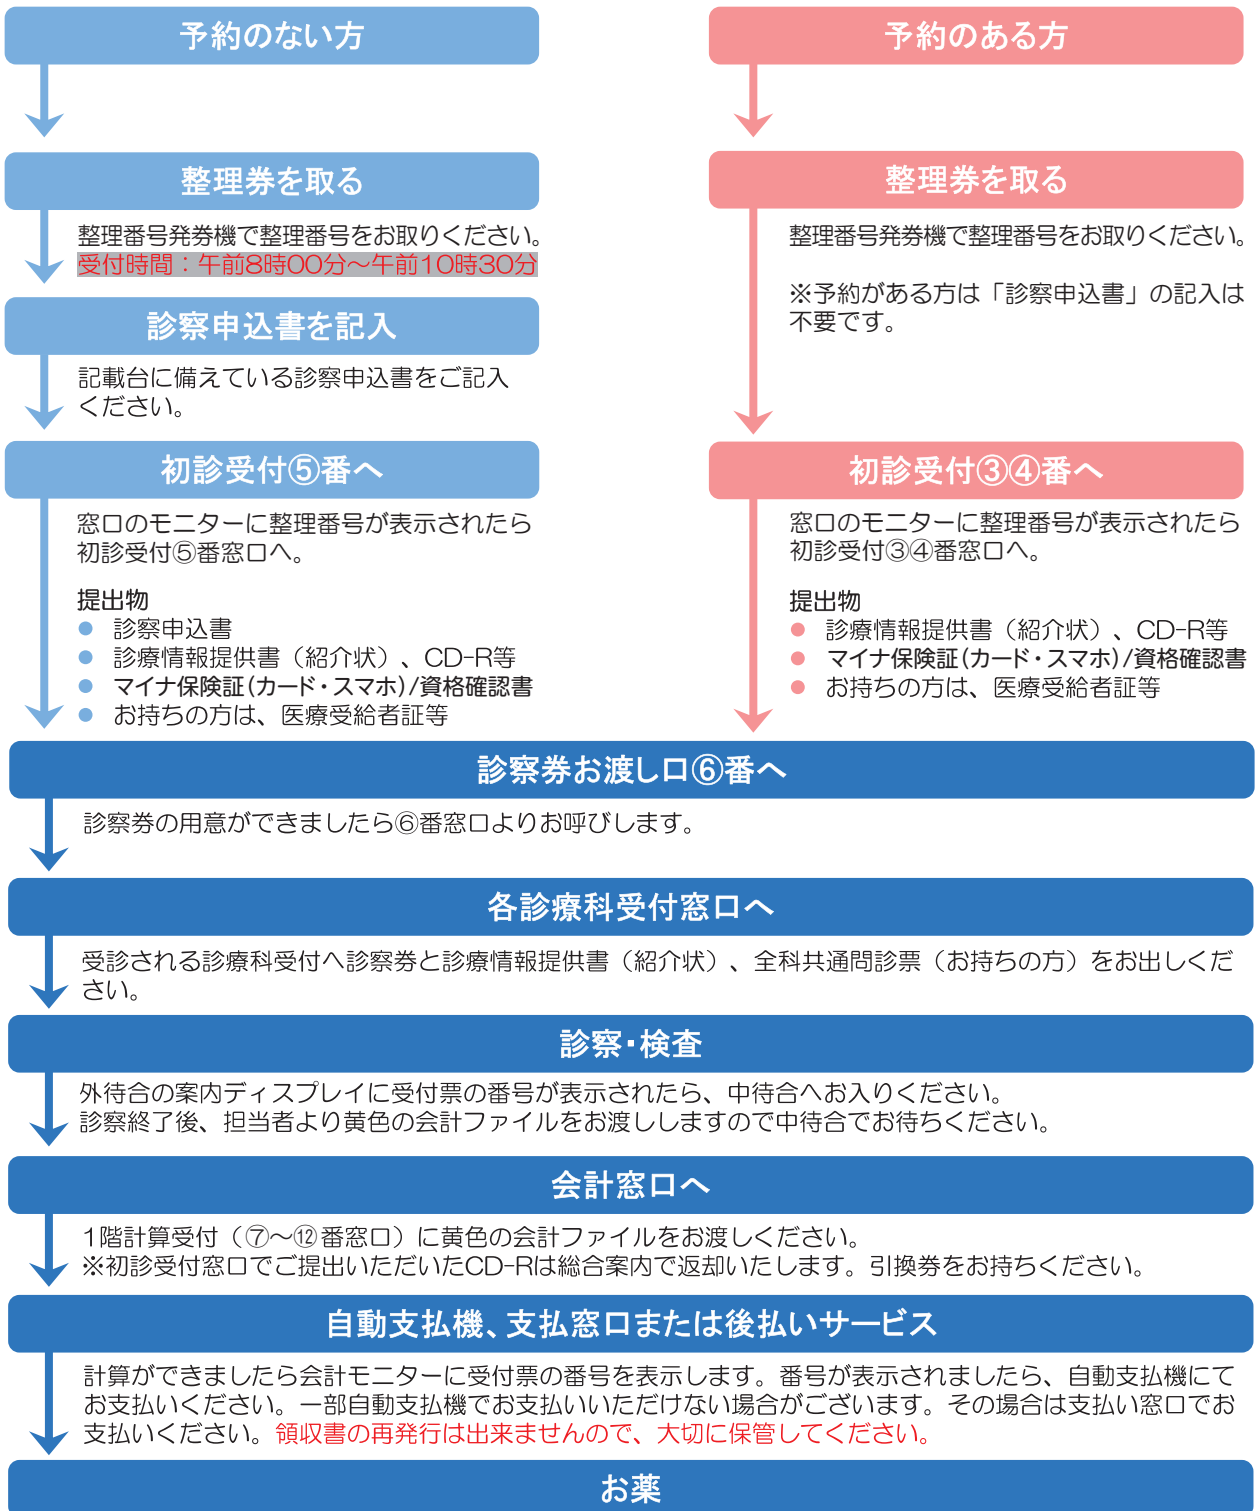 予約のない方
整理券を取る
整理番号発券機で整理番号をお取りください。
受付時間：午前8時00分～午前10時30分
診察申込書を記入
記載台に備えている診察申込書をご記入
ください。
初診受付⑤番へ
窓口のモニターに整理番号が表示されたら
初診受付⑤番窓口へ。
提出物
● 診察申込書
● 診療情報提供書（紹介状）、CD-R等
● マイナ保険証(カード・スマホ)/資格確認書
● お持ちの方は、医療受給者証等
予約のある方
整理券を取る
整理番号発券機で整理番号をお取りください。
※予約がある方は「診察申込書」の記入は
不要です。
初診受付③④番へ
窓口のモニターに整理番号が表示されたら
初診受付③④番窓口へ。
提出物
● 診療情報提供書（紹介状）、CD-R等
● マイナ保険証(カード・スマホ)/資格確認書
● お持ちの方は、医療受給者証等
診察券お渡し口⑥番へ
診察券の用意ができましたら⑥番窓口よりお呼びします。
各診療科受付窓口へ
受診される診療科受付へ診察券と診療情報提供書（紹介状）、全科共通問診票（お持ちの方）をお出しくだ
さい。
診察・検査
外待合の案内ディスプレイに受付票の番号が表示されたら、中待合へお入りください。
診察終了後、担当者より黄色の会計ファイルをお渡ししますので中待合でお待ちください。
会計窓口へ
1階計算受付（⑦～⑫番窓口）に黄色の会計ファイルをお渡しください。
※初診受付窓口でご提出いただいたCD-Rは総合案内で返却いたします。引換券をお持ちください。
自動支払機、支払窓口または後払いサービス
計算ができましたら会計モニターに受付票の番号を表示します。番号が表示されましたら、自動支払機にて
お支払いください。一部自動支払機でお支払いいただけない場合がございます。その場合は支払い窓口でお
支払いください。領収書の再発行は出来ませんので、大切に保管してください。
お薬